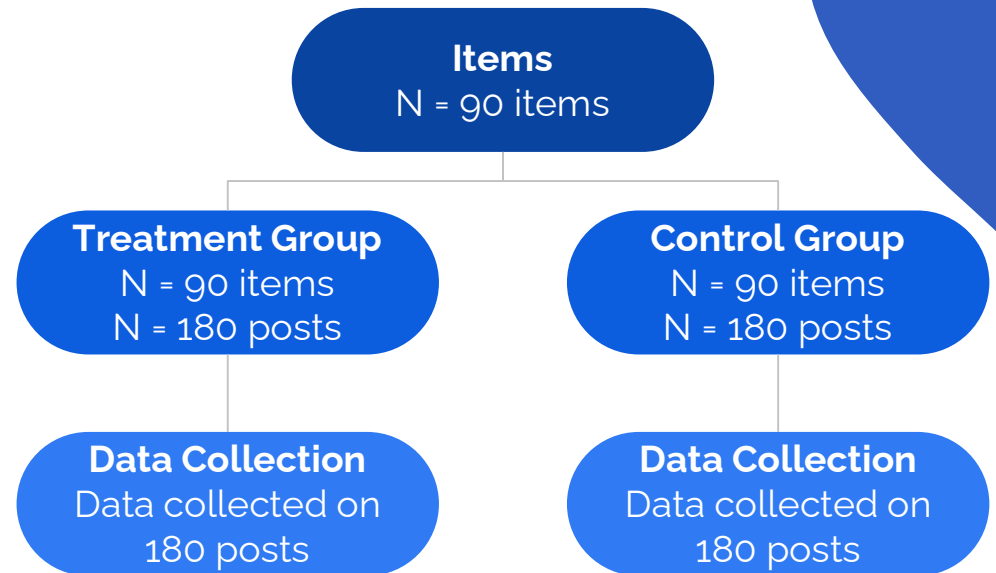 Items
N = 90 items
Treatment Group
N = 90 items
N = 180 posts
Control Group
N = 90 items
N = 180 posts
Data Collection
Data collected on
180 posts
Data Collection
Data collected on
180 posts